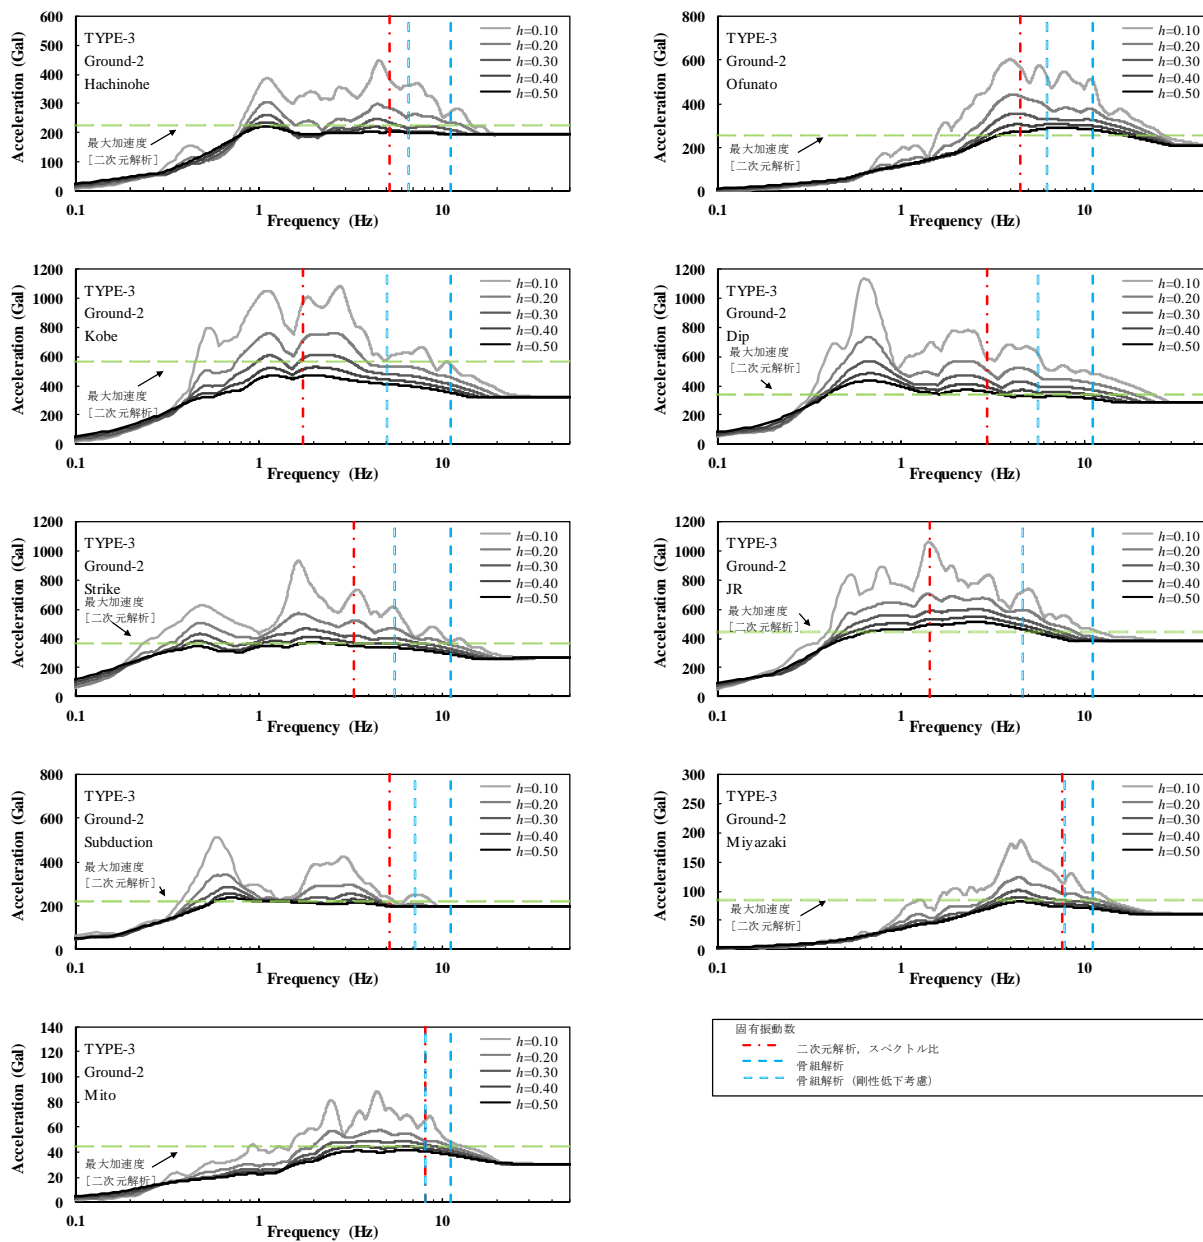 Acceleration (Gal)
600
500
400
300
200
100
0
TYPE-3
Ground-2
Hachinohe
最大加速度
[二次元解析]
h=0.10
h=0.20
h=0.30
h=0.40
h=0.50
0.1
1
10
Frequency (Hz)
Acceleration (Gal)
800
600
400
200
0
TYPE-3
Ground-2
Ofunato
最大加速度
[二次元解析]
h=0.10
h=0.20
h=0.30
h=0.40
h=0.50
0.1
1
10
Frequency (Hz)
Acceleration (Gal)
1200
1000
800
600
400
200
0
TYPE-3
Ground-2
Kobe
最大加速度
[二次元解析]
h=0.10
h=0.20
h=0.30
h=0.40
h=0.50
0.1
1
10
Frequency (Hz)
Acceleration (Gal)
1200
1000
800
600
400
200
0
TYPE-3
Ground-2
Dip
最大加速度
[二次元解析]
h=0.10
h=0.20
h=0.30
h=0.40
h=0.50
0.1
1
10
Frequency (Hz)
Acceleration (Gal)
1200
1000
800
600
400
200
0
TYPE-3
Ground-2
Strike
最大加速度
[二次元解析]
h=0.10
h=0.20
h=0.30
h=0.40
h=0.50
0.1
1
10
Frequency (Hz)
Acceleration (Gal)
1200
1000
800
600
400
200
0
TYPE-3
Ground-2
JR
最大加速度
[二次元解析]
h=0.10
h=0.20
h=0.30
h=0.40
h=0.50
0.1
1
10
Frequency (Hz)
Acceleration (Gal)
800
600
400
200
0
TYPE-3
Ground-2
Subduction
最大加速度
[二次元解析]
h=0.10
h=0.20
h=0.30
h=0.40
h=0.50
0.1
1
10
Frequency (Hz)
Acceleration (Gal)
300
250
200
150
100
50
0
TYPE-3
Ground-2
Miyazaki
最大加速度
[二次元解析]
h=0.10
h=0.20
h=0.30
h=0.40
h=0.50
0.1
1
10
Frequency (Hz)
Acceleration (Gal)
140
120
100
80
60
40
20
0
TYPE-3
Ground-2
Mito
最大加速度
[二次元解析]
h=0.10
h=0.20
h=0.30
h=0.40
h=0.50
0.1
1
10
Frequency (Hz)
固有振動数
二次元解析，スペクトル比
骨組解析
骨組解析（剛性低下考慮）